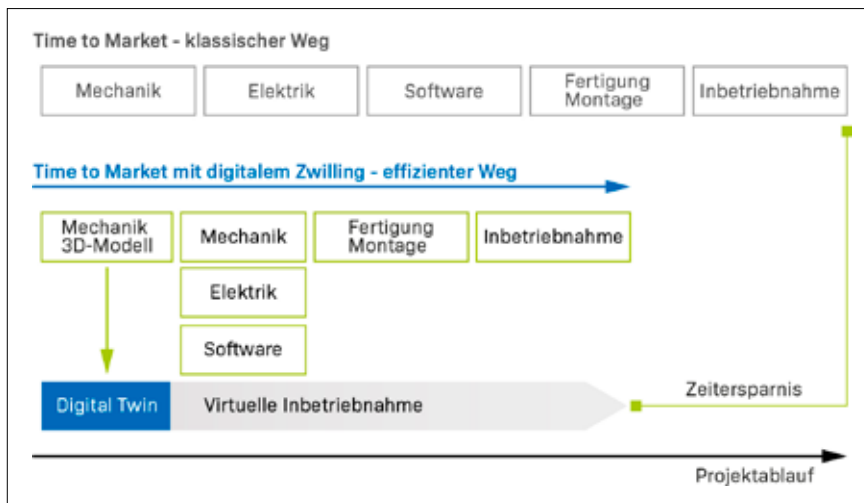 Time to Market - klassischer Weg
Mechanik
Elektrik
Software
Fertigung
Montage
Inbetriebnahme
Time to Market mit digitalem Zwilling - effizienter Weg
Mechanik
3D-Modell
Mechanik
Fertigung
Montage
Inbetriebnahme
Elektrik
Software
Digital Twin
Virtuelle Inbetriebnahme
Zeitersparnis
Projektablauf